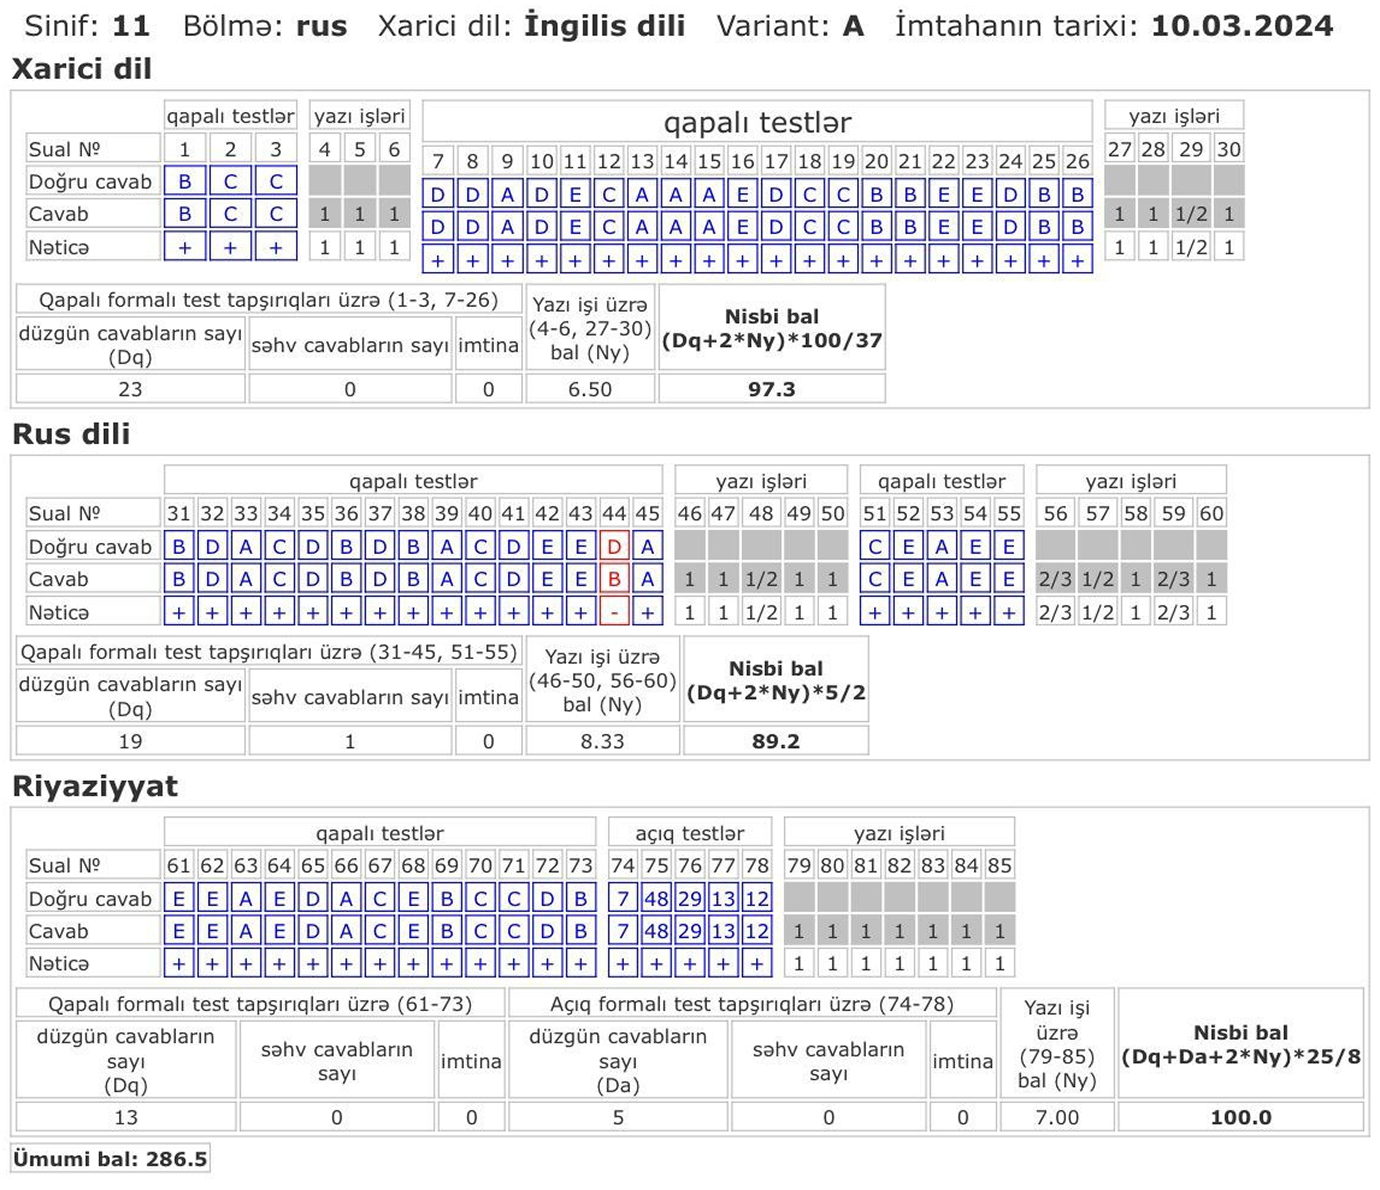 Sinif: 11 Bölmə: rus Xarici dil: İngilis dili Variant: A İmtahanın tarixi: 10.03.2024
Xarici dil
qapalı testlər yazı işləri qapalı testlər yazı işləri
Sual № 1 2 3 4 5 6 7 8 9 10 11 12 13 14 15 16 17 18 19 20 21 22 23 24 25 26 27 28 29 30
Doğru cavab B C C D D A D E C A A A E D C C B B E E D B B
Cavab B C C 1 1 1 D D A D E C A A A E D C C B B E E D B B 1 1 1/2 1
Nəticə + + + 1 1 1 + + + + + + + + + + + + + + + + + + + + 1 1 1/2 1
Qapalı formalı test tapşırıqları üzrə (1-3, 7-26) Yazı işi üzrə (4-6, 27-30) bal (Ny) Nisbi bal (Dq+2*Ny)*100/37
düzgün cavabların sayı (Dq) səhv cavabların sayı imtina
23 0 0 6.50 97.3
Rus dili
qapalı testlər yazı işləri qapalı testlər yazı işləri
Sual № 31 32 33 34 35 36 37 38 39 40 41 42 43 44 45 46 47 48 49 50 51 52 53 54 55 56 57 58 59 60
Doğru cavab B D A C D B D B A C D E E D A C E A E E
Cavab B D A C D B D B A C D E E B A 1 1 1/2 1 1 C E A E E 2/3 1/2 1 2/3 1
Nəticə + + + + + + + + + + + + + - + 1 1 1/2 1 1 + + + + + 2/3 1/2 1 2/3 1
Qapalı formalı test tapşırıqları üzrə (31-45, 51-55) Yazı işi üzrə (46-50, 56-60) bal (Ny) Nisbi bal (Dq+2*Ny)*5/2
düzgün cavabların sayı (Dq) səhv cavabların sayı imtina
19 1 0 8.33 89.2
Riyaziyyat
qapalı testlər açıq testlər yazı işləri
Sual № 61 62 63 64 65 66 67 68 69 70 71 72 73 74 75 76 77 78 79 80 81 82 83 84 85
Doğru cavab E E A E D A C E B C C D B 7 48 29 13 12
Cavab E E A E D A C E B C C D B 7 48 29 13 12 1 1 1 1 1 1 1
Nəticə + + + + + + + + + + + + + + + + + + 1 1 1 1 1 1 1
Qapalı formalı test tapşırıqları üzrə (61-73) Açıq formalı test tapşırıqları üzrə (74-78) Yazı işi üzrə (79-85) bal (Ny) Nisbi bal (Dq+Da+2*Ny)*25/8
düzgün cavabların sayı (Dq) səhv cavabların sayı imtina düzgün cavabların sayı (Da) səhv cavabların sayı imtina
13 0 0 5 0 0 7.00 100.0
Ümumi bal: 286.5